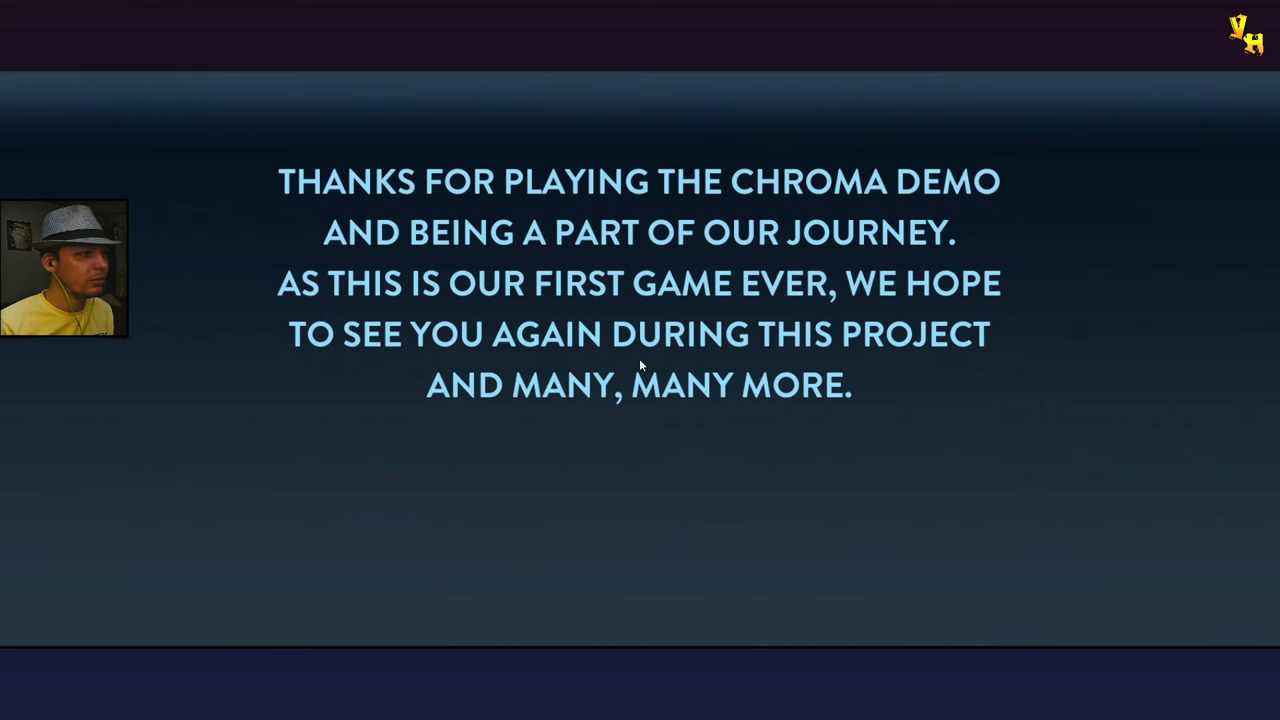 VH
THANKS FOR PLAYING THE CHROMA DEMO
AND BEING A PART OF OUR JOURNEY.
AS THIS IS OUR FIRST GAME EVER, WE HOPE
TO SEE YOU AGAIN DURING THIS PROJECT
AND MANY, MANY MORE.